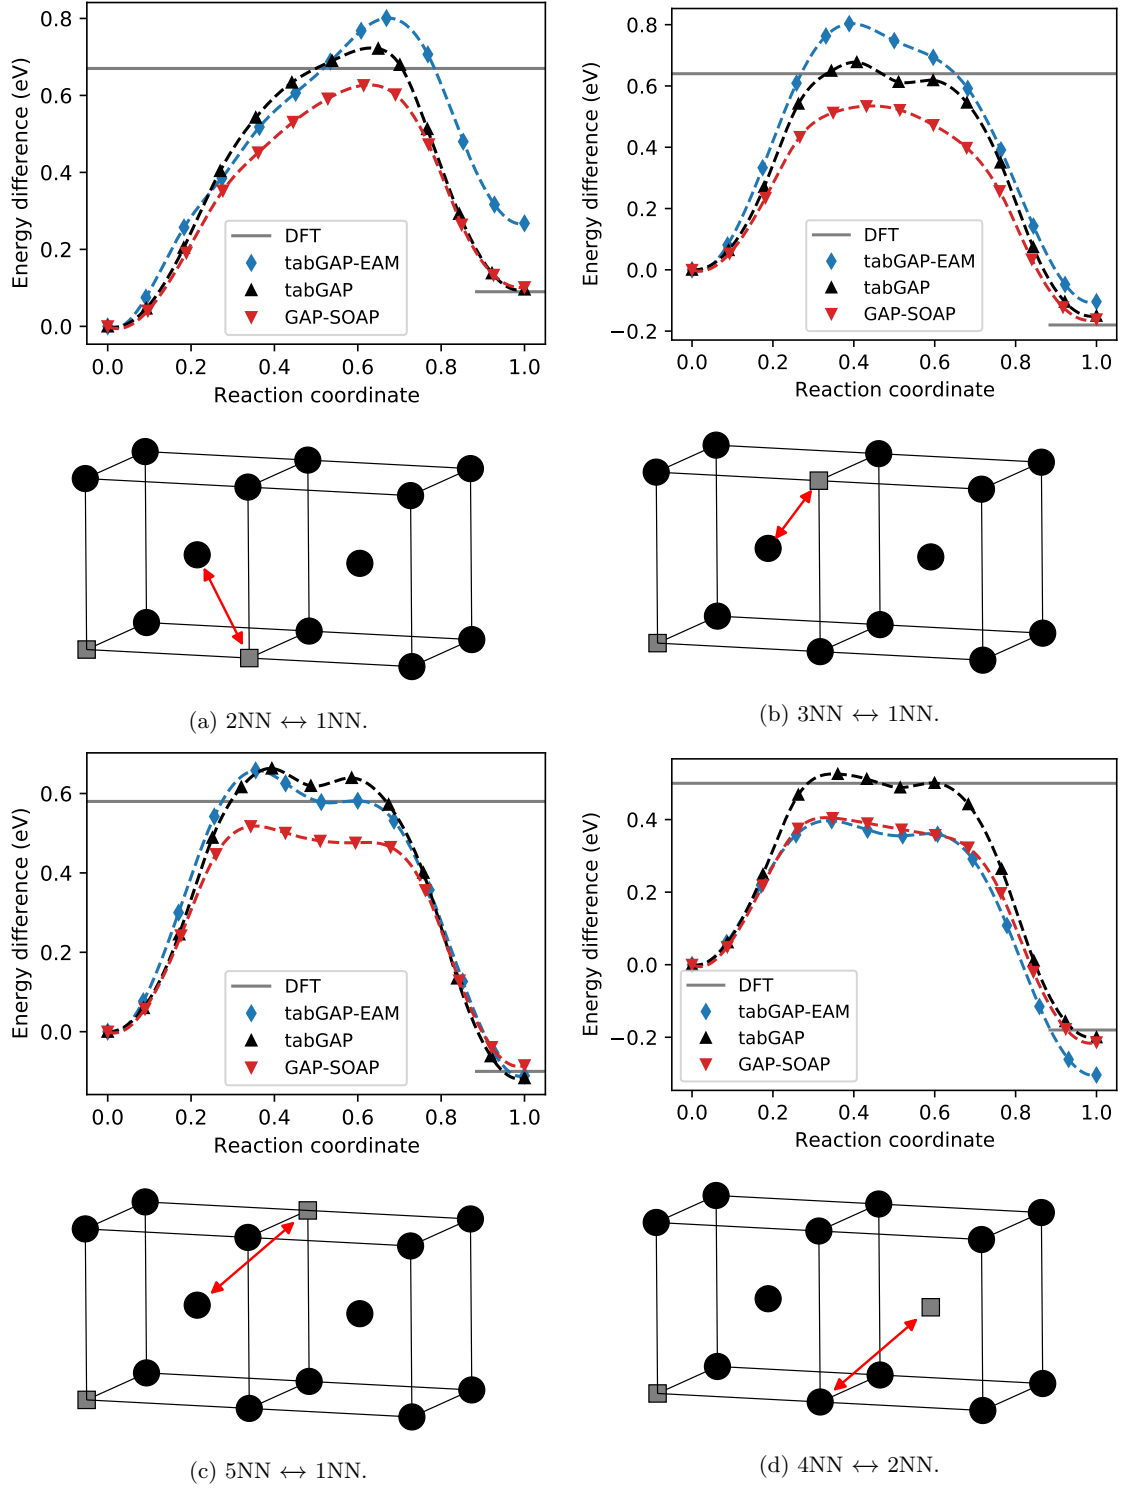 0.8
0.6
0.4
0.2
0.0
Energy difference (eV)
DFT
tabGAP-EAM
tabGAP
GAP-SOAP
0.0 0.2 0.4 0.6 0.8 1.0
Reaction coordinate
(a) 2NN ↔ 1NN.
0.8
0.6
0.4
0.2
0.0
−0.2
Energy difference (eV)
DFT
tabGAP-EAM
tabGAP
GAP-SOAP
0.0 0.2 0.4 0.6 0.8 1.0
Reaction coordinate
(b) 3NN ↔ 1NN.
0.6
0.4
0.2
0.0
Energy difference (eV)
DFT
tabGAP-EAM
tabGAP
GAP-SOAP
0.0 0.2 0.4 0.6 0.8 1.0
Reaction coordinate
(c) 5NN ↔ 1NN.
0.4
0.2
0.0
−0.2
Energy difference (eV)
DFT
tabGAP-EAM
tabGAP
GAP-SOAP
0.0 0.2 0.4 0.6 0.8 1.0
Reaction coordinate
(d) 4NN ↔ 2NN.